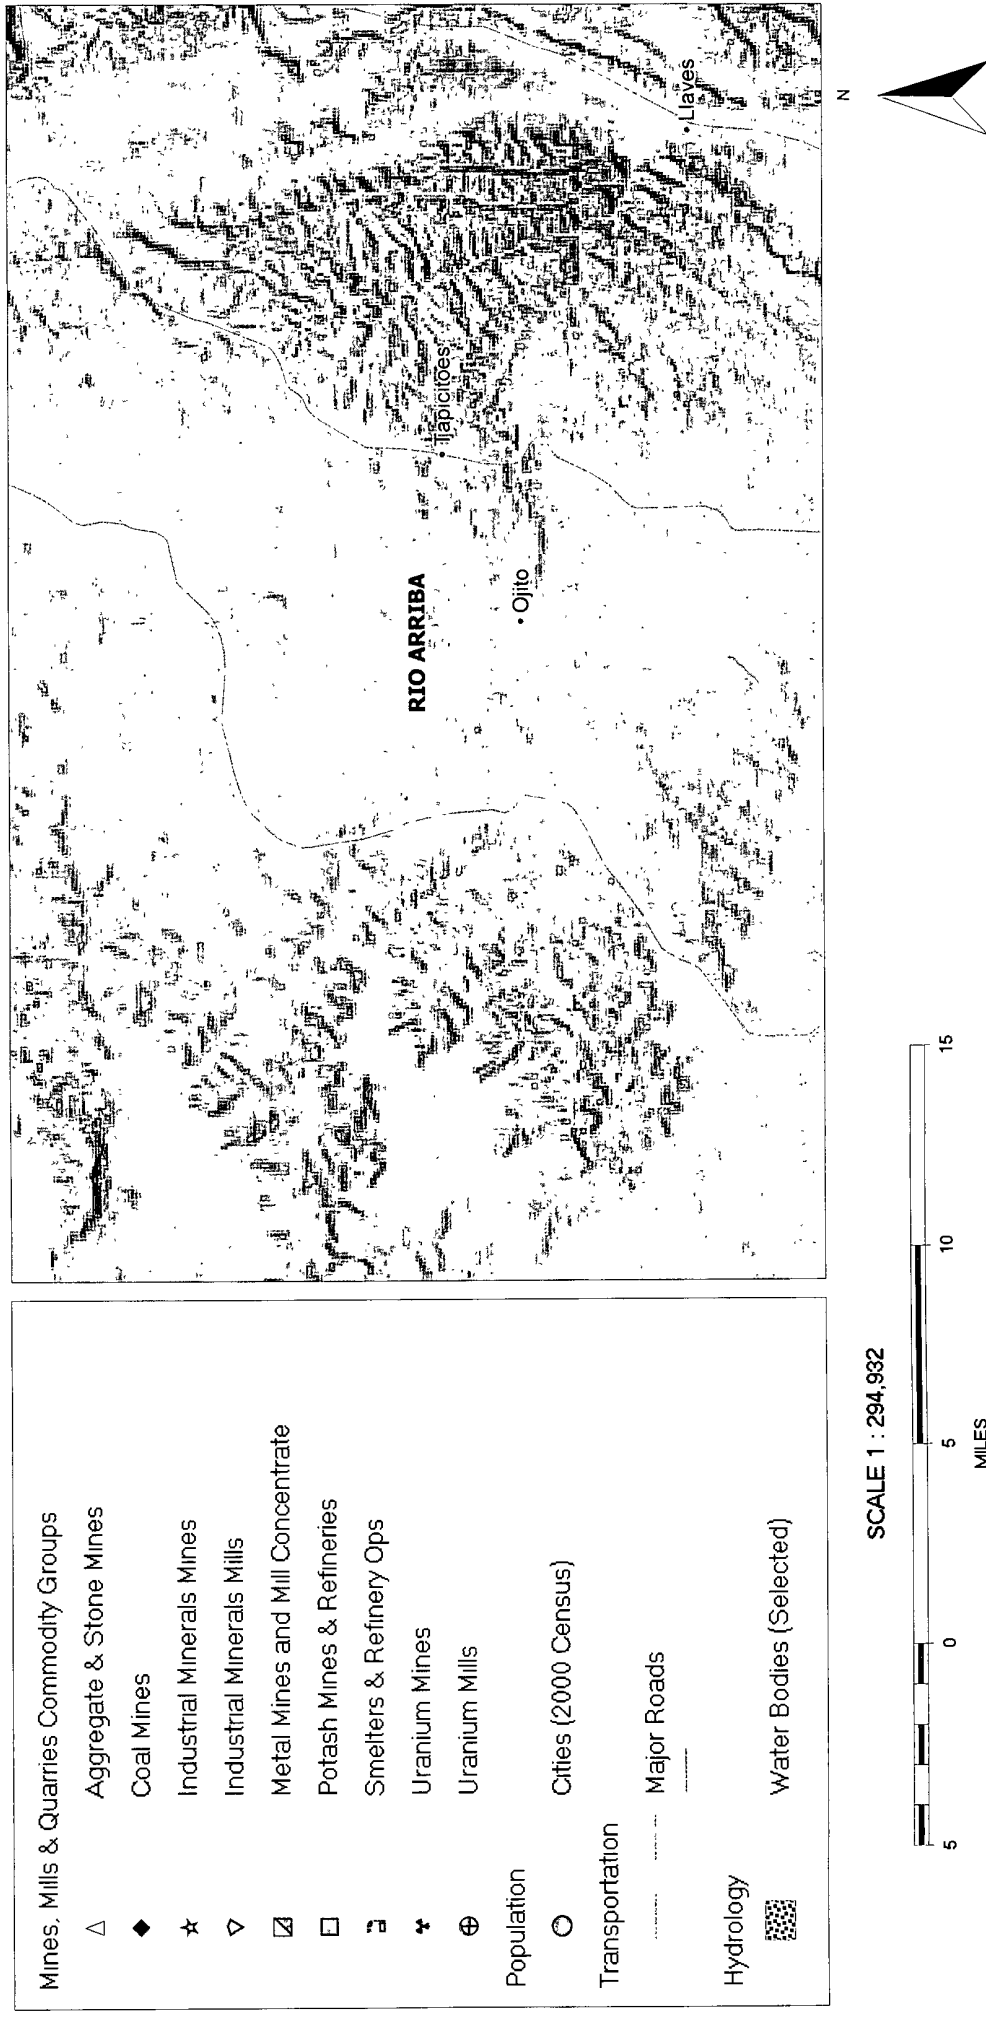 Mines, Mills & Quarries Commodity Groups
Aggregate & Stone Mines
Coal Mines
Industrial Minerals Mines
Industrial Minerals Mills
Metal Mines and Mill Concentrate
Potash Mines & Refineries
Smelters & Refinery Ops
Uranium Mines
Uranium Mills
Population
Cities (2000 Census)
Transportation
Major Roads
Hydrology
Water Bodies (Selected)
RIO ARRIBA
Tapicitoes
Ojito
Llaves
N
SCALE 1 : 294,932
5 0 5 10 15
MILES